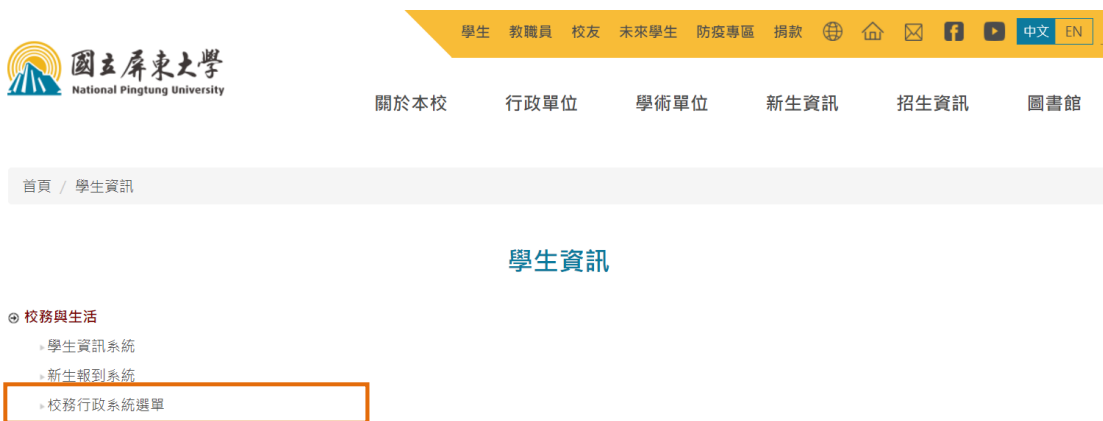 學生 教職員 校友 未來學生 防疫專區 捐款 中文 EN
國立屏東大學
National Pingtung University
關於本校 行政單位 學術單位 新生資訊 招生資訊 圖書館
首頁 / 學生資訊
學生資訊
校務與生活
學生資訊系統
新生報到系統
校務行政系統選單